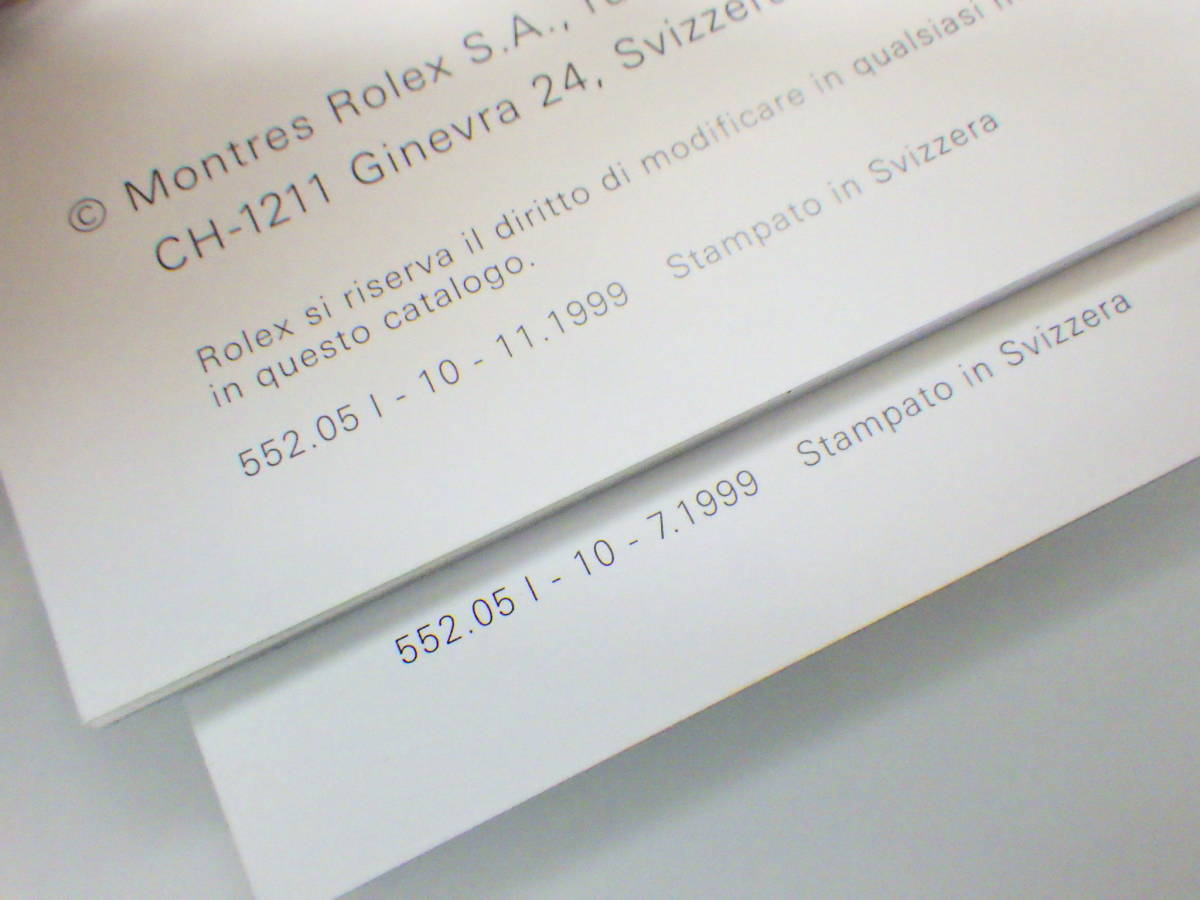 © Montres Rolex S.A.,
CH-1211 Ginevra 24, Svizzera
Rolex si riserva il diritto di modificare in qualsiasi
in questo catalogo.
552.05 I - 10 - 11.1999 Stampato in Svizzera
552.05 I - 10 - 7.1999 Stampato in Svizzera